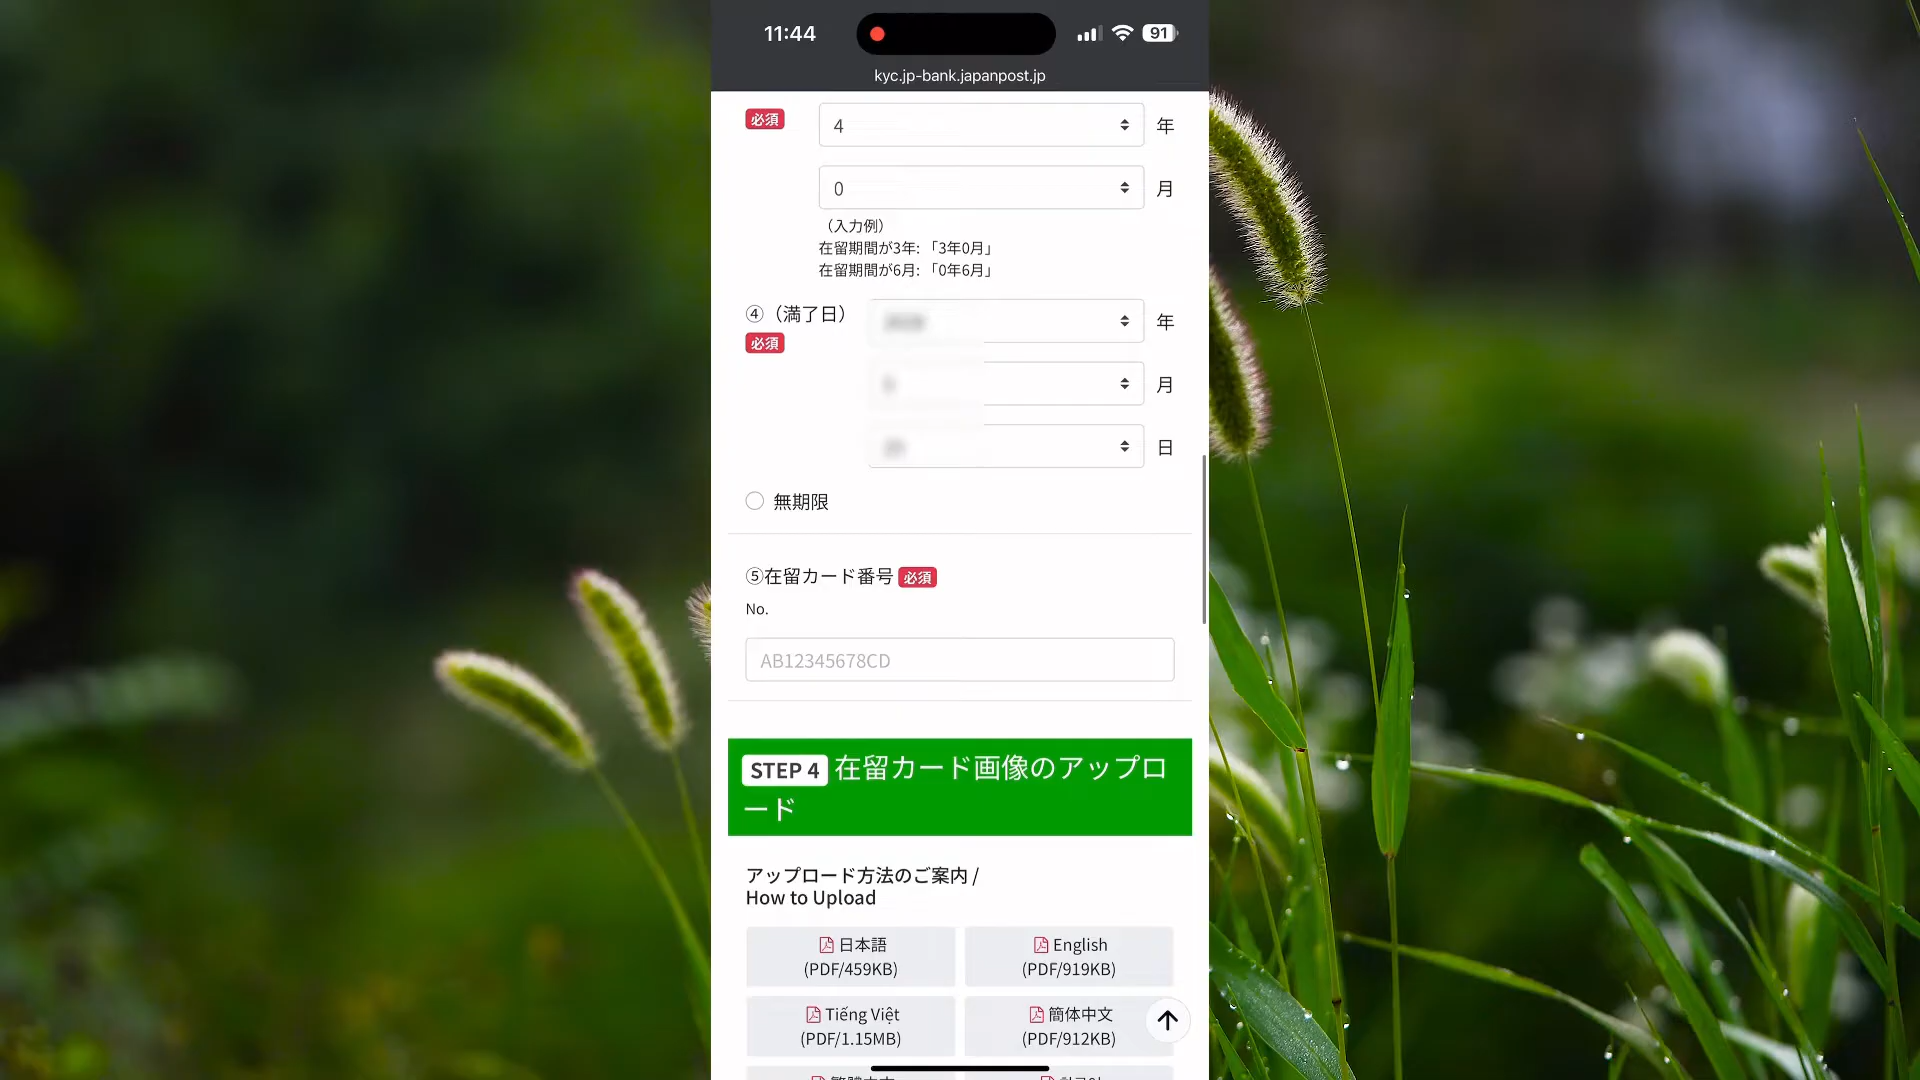 11:44
91
kyc.jp-bank.japanpost.jp
必須
4
年
0
月
（入力例）
在留期間が3年: 「3年0月」
在留期間が6月: 「0年6月」
④（満了日）
年
必須
月
日
無期限
⑤在留カード番号 必須
No.
AB12345678CD
STEP 4 在留カード画像のアップロ
ード
アップロード方法のご案内 /
How to Upload
日本語
(PDF/459KB)
English
(PDF/919KB)
Tiếng Việt
(PDF/1.15MB)
簡体中文
(PDF/912KB)